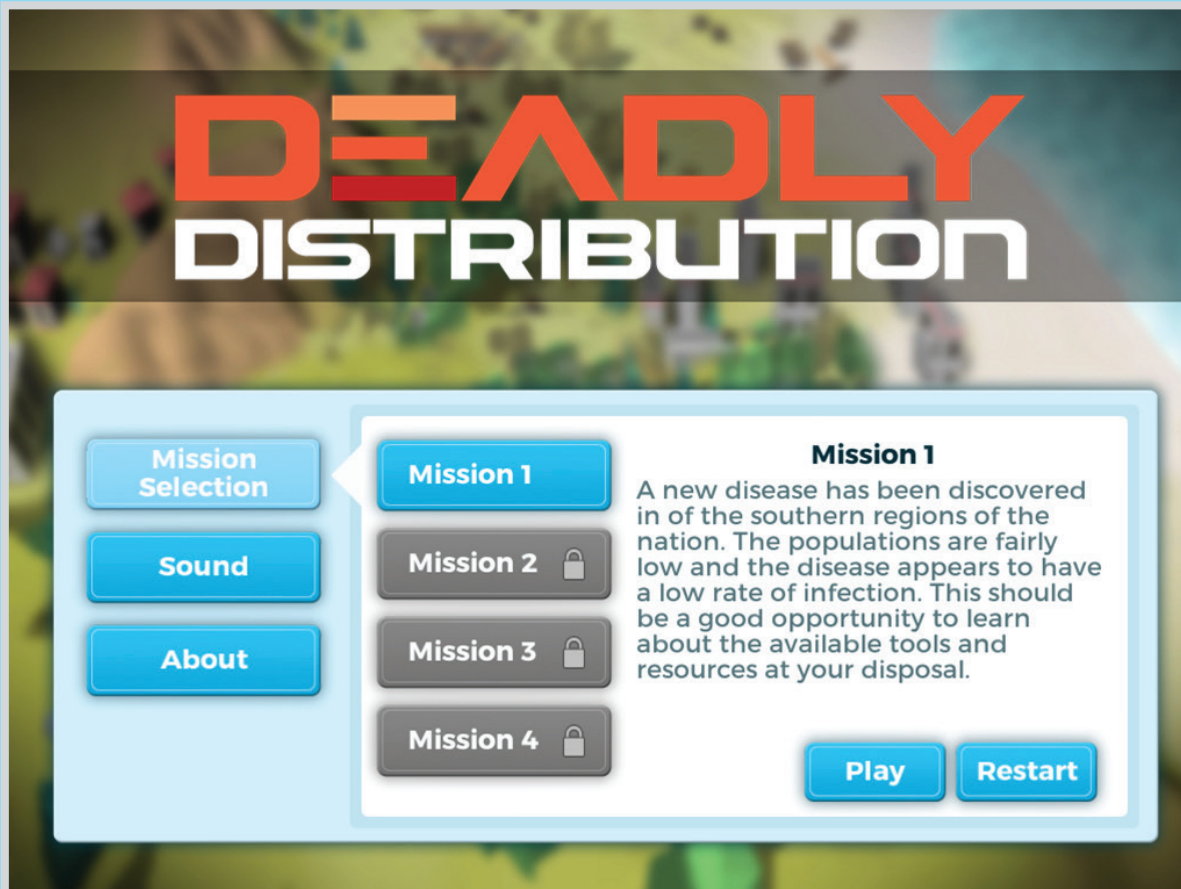 DEADLY
DISTRIBUTION
Mission
Selection
Sound
About
Mission 1
Mission 2
Mission 3
Mission 4
Mission 1
A new disease has been discovered
in of the southern regions of the
nation. The populations are fairly
low and the disease appears to have
a low rate of infection. This should
be a good opportunity to learn
about the available tools and
resources at your disposal.
Play
Restart